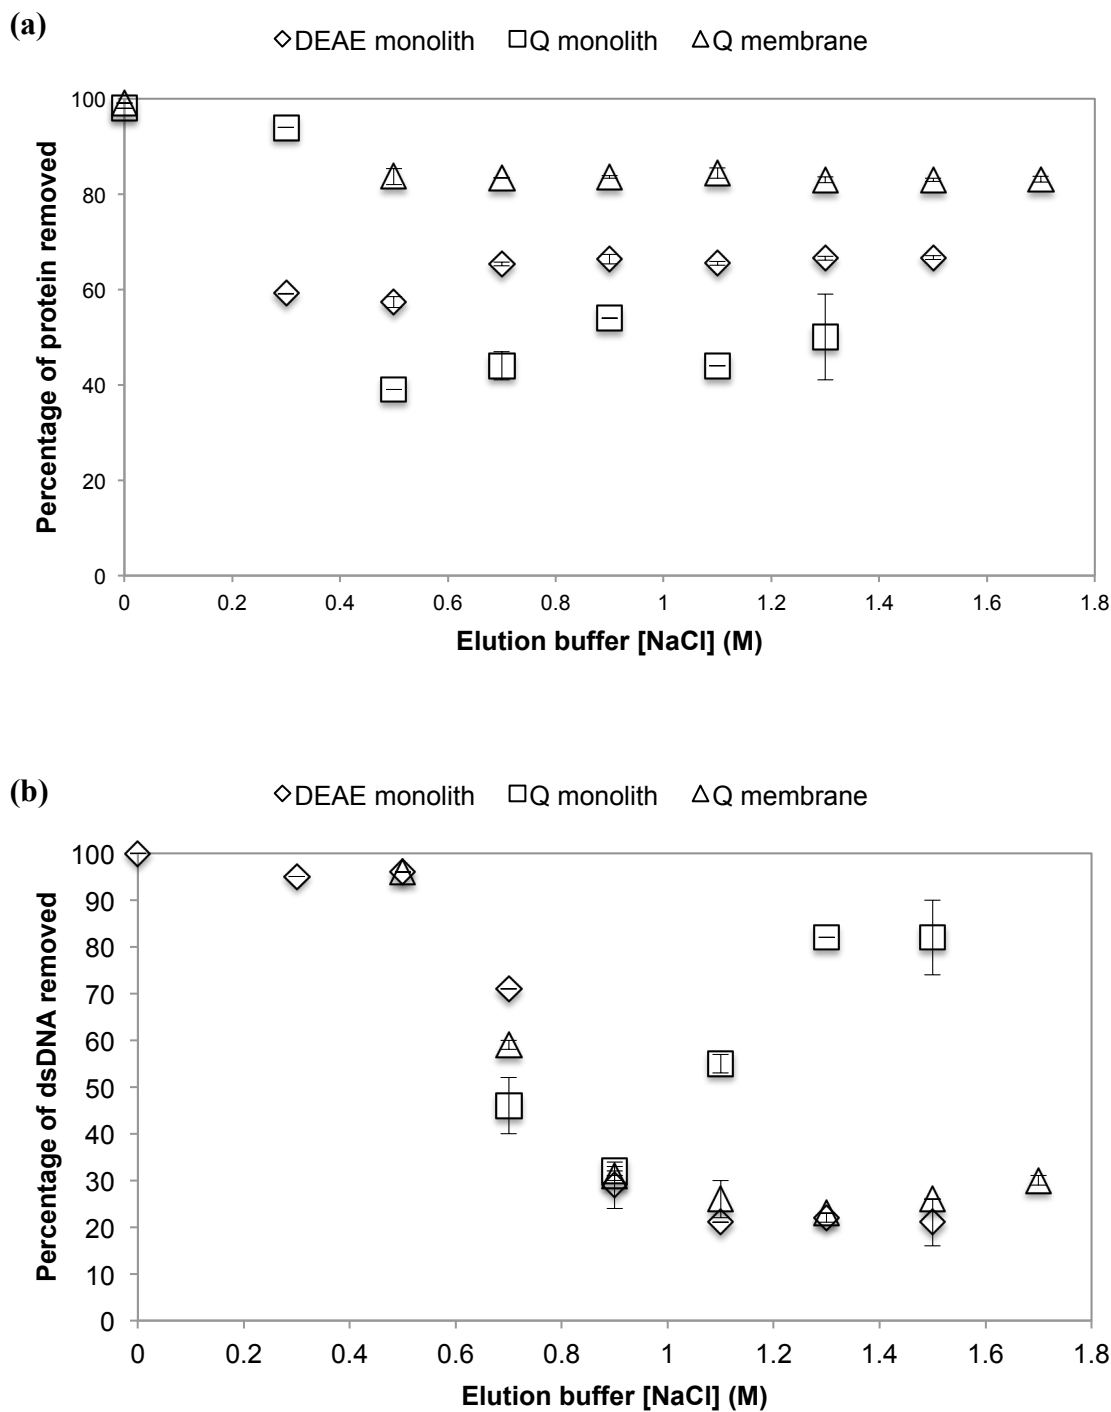 (a)
DEAE monolith Q monolith Q membrane
100
80
60
40
20
0
Percentage of protein removed
0 0.2 0.4 0.6 0.8 1 1.2 1.4 1.6 1.8
Elution buffer [NaCl] (M)
(b)
DEAE monolith Q monolith Q membrane
100
90
80
70
60
50
40
30
20
10
0
Percentage of dsDNA removed
0 0.2 0.4 0.6 0.8 1 1.2 1.4 1.6 1.8
Elution buffer [NaCl] (M)